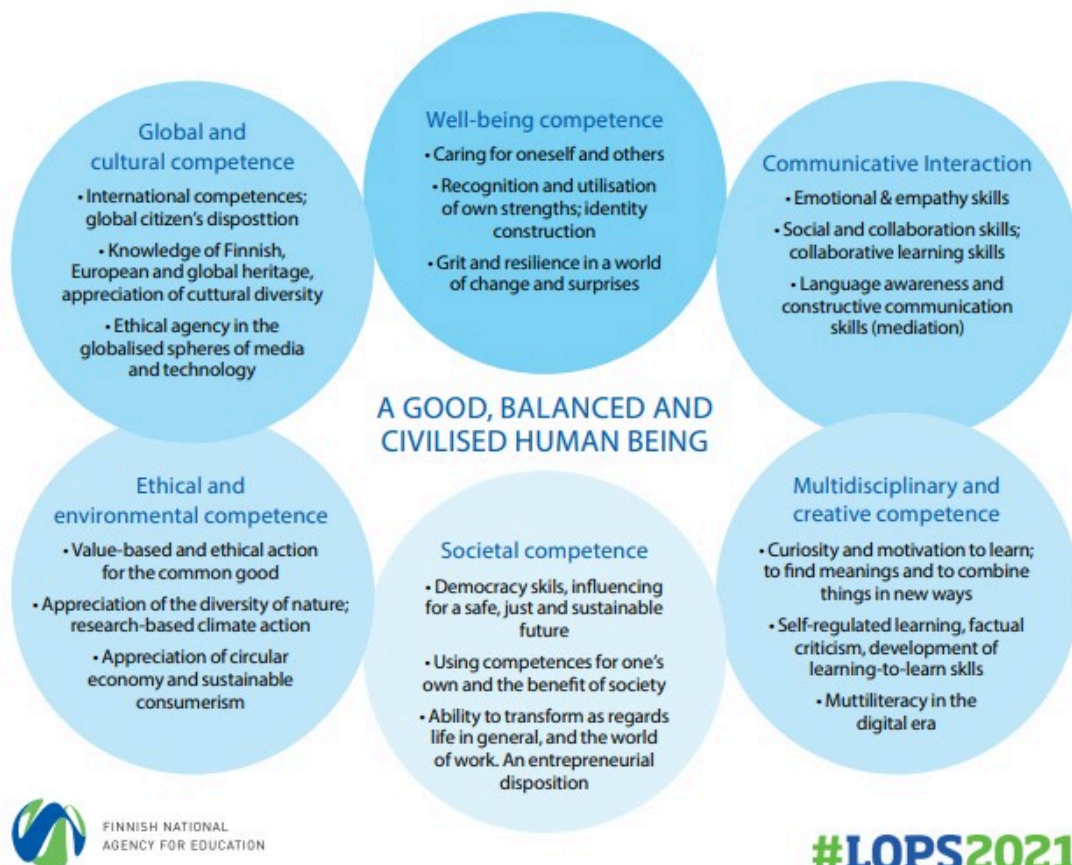 Global and
cultural competence
• International competences;
global citizen's disposttion
• Knowledge of Finnish,
European and global heritage,
appreciation of cuttural diversity
• Ethical agency in the
globalised spheres of media
and technology
Well-being competence
• Caring for oneself and others
• Recognition and utilisation
of own strengths; identity
construction
• Grit and resilience in a world
of change and surprises
Communicative Interaction
• Emotional & empathy skills
• Social and collaboration skills;
collaborative learning skills
• Language awareness and
constructive communication
skills (mediation)
A GOOD, BALANCED AND
CIVILISED HUMAN BEING
Ethical and
environmental competence
• Value-based and ethical action
for the common good
• Appreciation of the diversity of nature;
research-based climate action
• Appreciation of circular
economy and sustainable
consumerism
Societal competence
• Democracy skils, influencing
for a safe, just and sustainable
future
• Using competences for one's
own and the benefit of society
• Ability to transform as regards
life in general, and the world
of work. An entrepreneurial
disposition
Multidisciplinary and
creative competence
• Curiosity and motivation to learn;
to find meanings and to combine
things in new ways
• Self-regulated learning, factual
criticism, development of
learning-to-learn sklls
• Muttiliteracy in the
digital era
FINNISH NATIONAL
AGENCY FOR EDUCATION
#LOPS2021